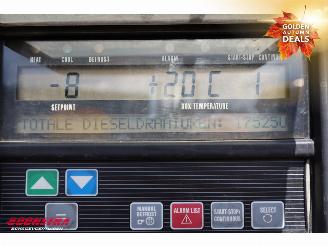 GOLDEN
AUTUMN
DEALS
HEAT COOL DEFROST ALARM START-STOP CONTINUOUS
-8 +20C 1
SETPOINT BOX TEMPERATURE
TOTALE DIESELDRAAIUREN: 17525U
MANUAL DEFROST ALARM LIST START-STOP/CONTINUOUS SELECT